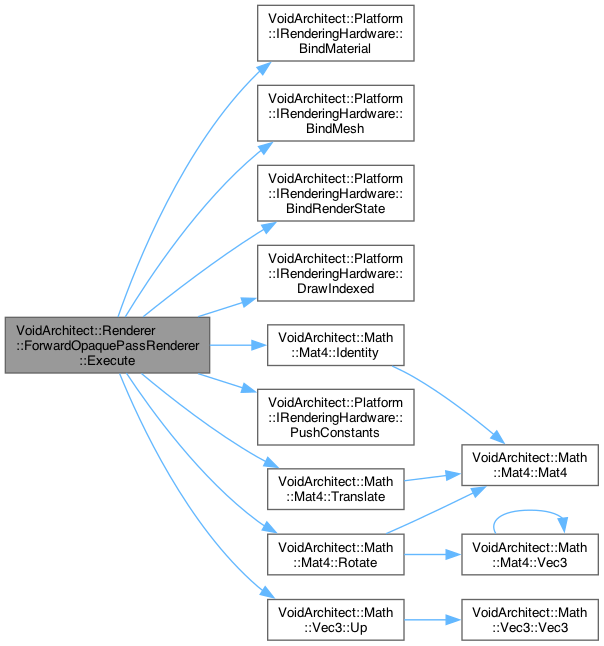 VoidArchitect::Platform
::IRenderingHardware::
BindMaterial
VoidArchitect::Platform
::IRenderingHardware::
BindMesh
VoidArchitect::Platform
::IRenderingHardware::
BindRenderState
VoidArchitect::Platform
::IRenderingHardware::
DrawIndexed
VoidArchitect::Renderer
::ForwardOpaquePassRenderer
::Execute
VoidArchitect::Math
::Mat4::Identity
VoidArchitect::Platform
::IRenderingHardware::
PushConstants
VoidArchitect::Math
::Mat4::Mat4
VoidArchitect::Math
::Mat4::Translate
VoidArchitect::Math
::Mat4::Rotate
VoidArchitect::Math
::Mat4::Vec3
VoidArchitect::Math
::Vec3::Up
VoidArchitect::Math
::Vec3::Vec3